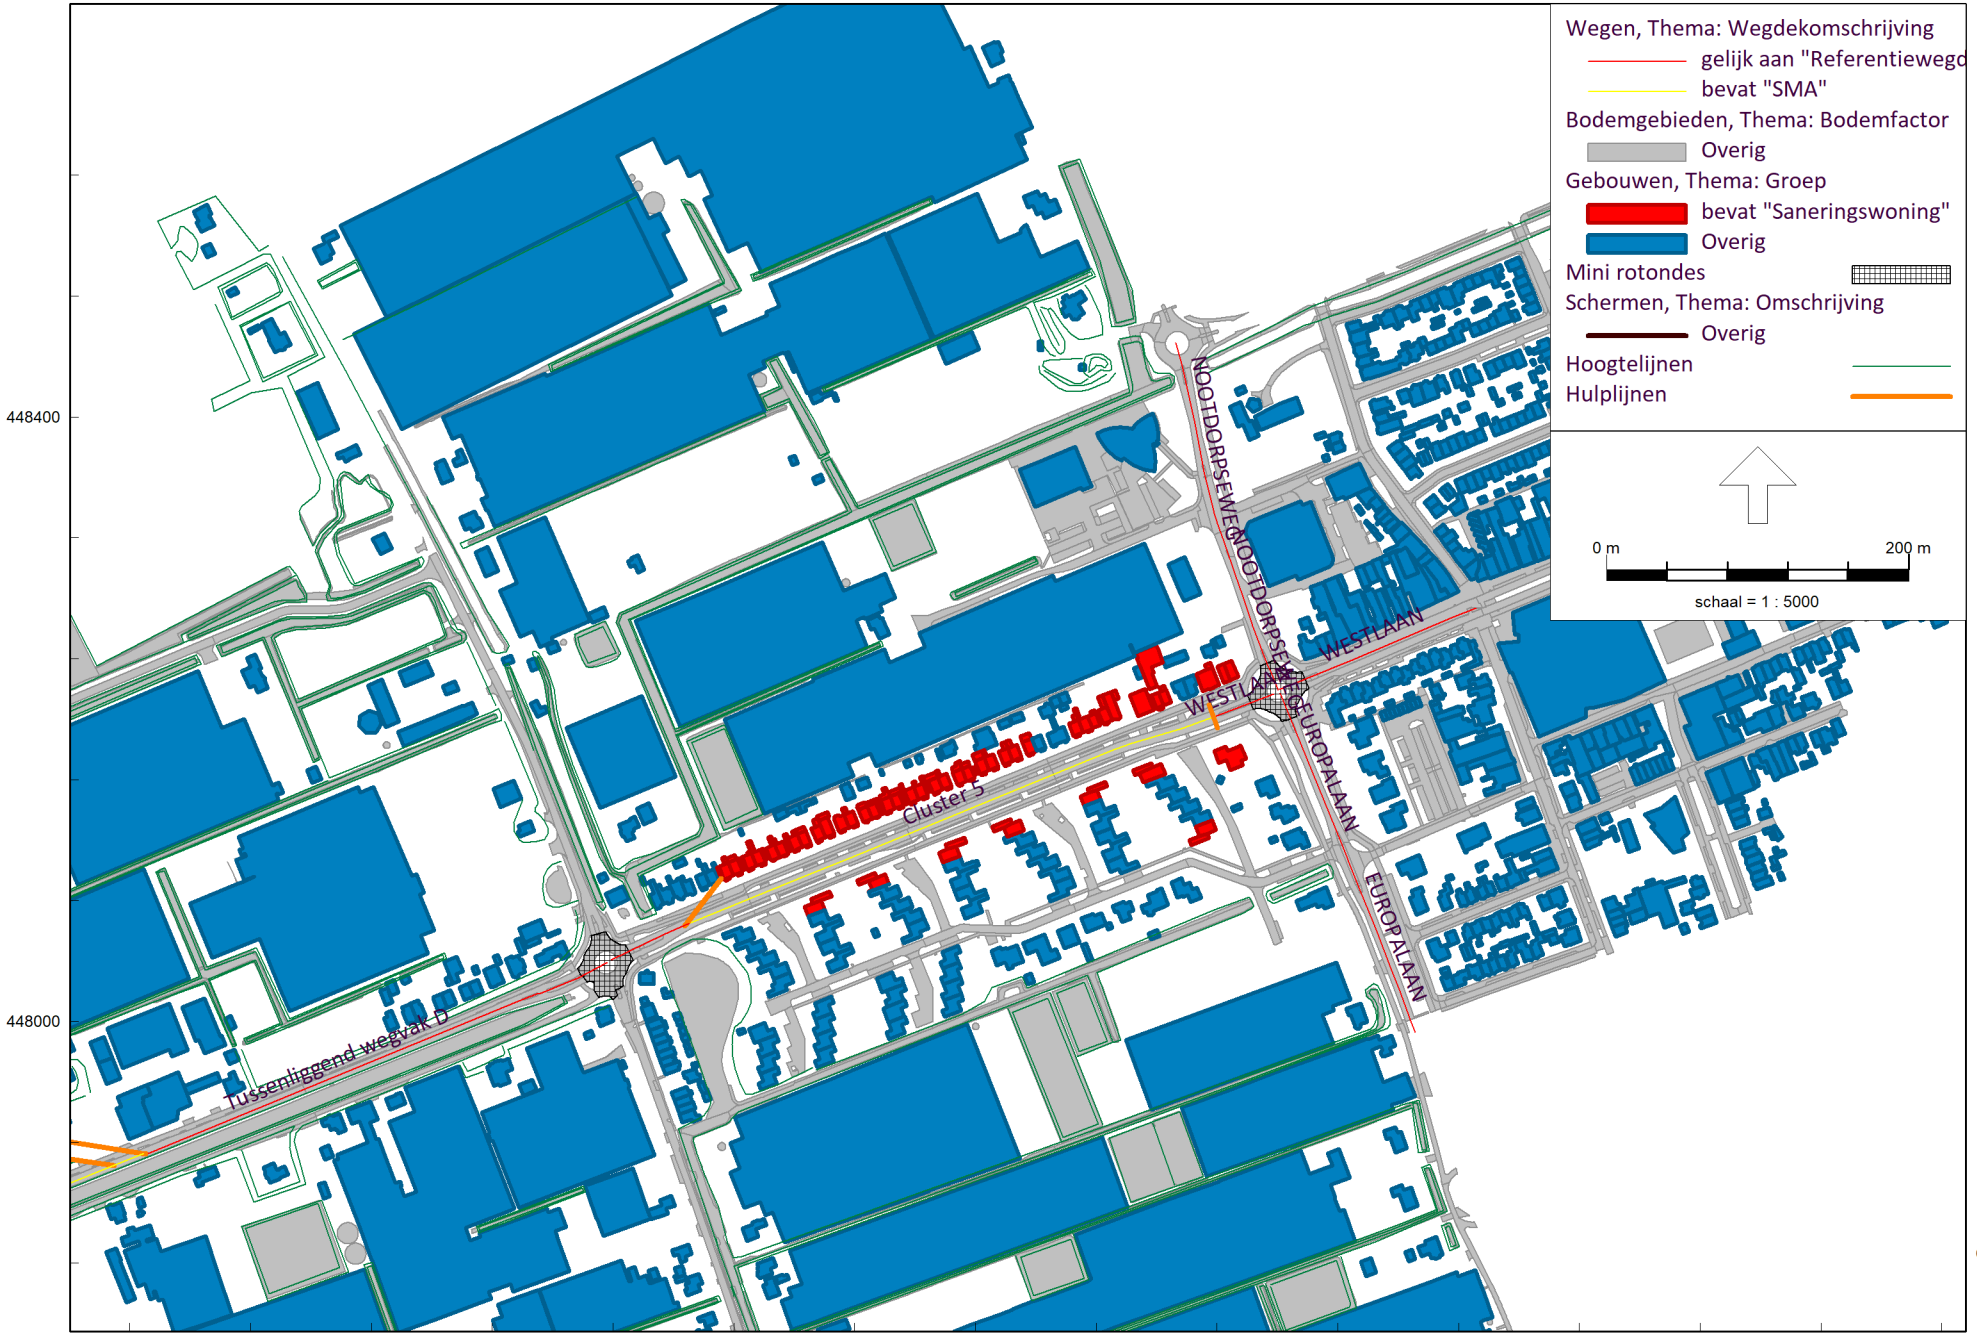 Wegen, Thema: Wegdekomschrijving
gelijk aan "Referentiewegd
bevat "SMA"
Bodemgebieden, Thema: Bodemfactor
Overig
Gebouwen, Thema: Groep
bevat "Saneringswoning"
Overig
Mini rotondes
Schermen, Thema: Omschrijving
Overig
Hoogtelijnen
Hulplijnen
0 m 200 m
schaal = 1 : 5000
448400
448000
NOOTDORPSEWEG
NOOTDORPSEWEG
WESTLAAN
WESTLAAN
EUROPALAAN
EUROPALAAN
Cluster 5
Tussenliggend wegvak D